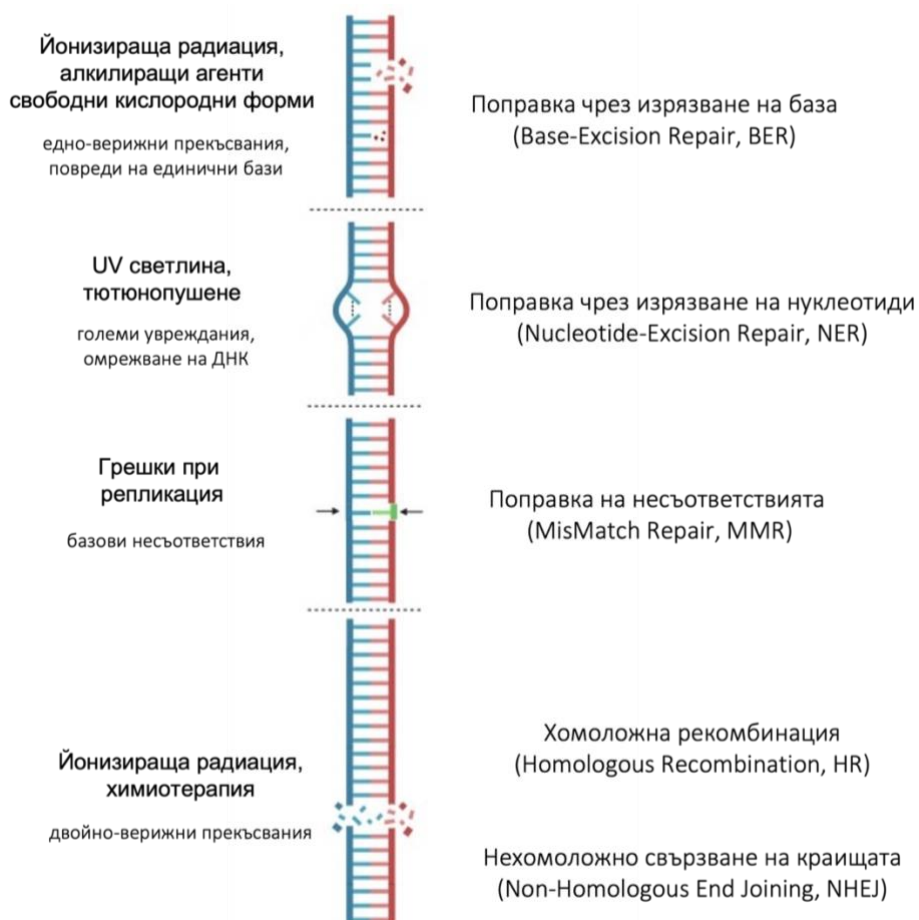 Йонизираща радиация,
алкилиращи агенти
свободни кислородни форми
едно-верижни прекъсвания,
повреди на единични бази
Поправка чрез изрязване на база
(Base-Excision Repair, BER)
UV светлина,
тютюнопушене
големи увреждания,
омрежване на ДНК
Поправка чрез изрязване на нуклеотиди
(Nucleotide-Excision Repair, NER)
Грешки при
репликация
базови несъответствия
Поправка на несъответствията
(MisMatch Repair, MMR)
Йонизираща радиация,
химиотерапия
двойно-верижни прекъсвания
Хомоложна рекомбинация
(Homologous Recombination, HR)
Нехомоложно свързване на краищата
(Non-Homologous End Joining, NHEJ)